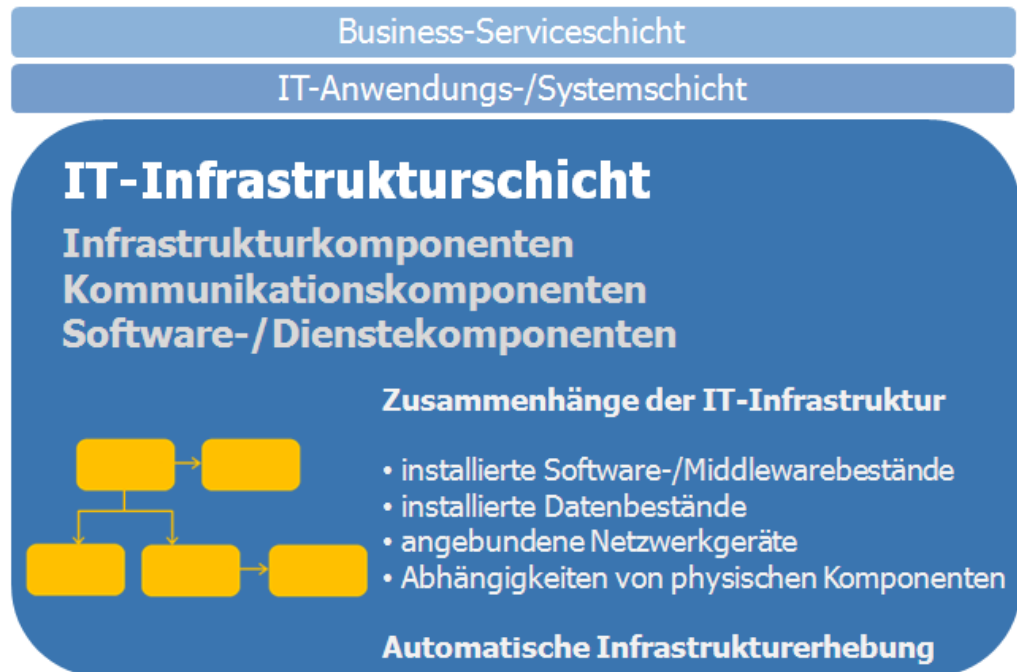 Business-Serviceschicht
IT-Anwendungs-/Systemschicht
IT-Infrastrukturschicht
Infrastrukturkomponenten
Kommunikationskomponenten
Software-/Dienstekomponenten
Zusammenhänge der IT-Infrastruktur
• installierte Software-/Middlewarebestände
• installierte Datenbestände
• angebundene Netzwerkgeräte
• Abhängigkeiten von physischen Komponenten
Automatische Infrastrukturerhebung